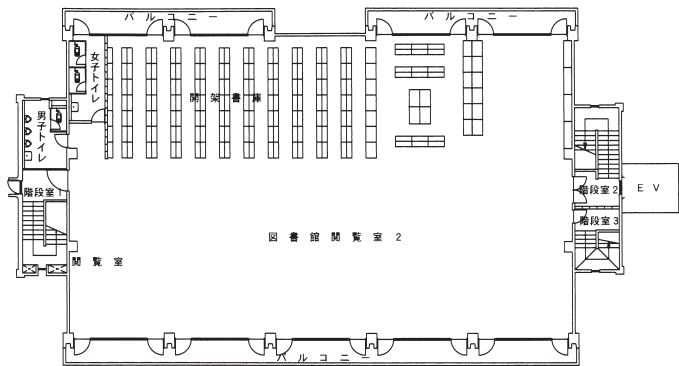 バルコニー
バルコニー
女子トイレ
開架書庫
男子トイレ
階段室1
階段室2
EV
階段室3
図書館閲覧室2
閲覧室
バルコニー